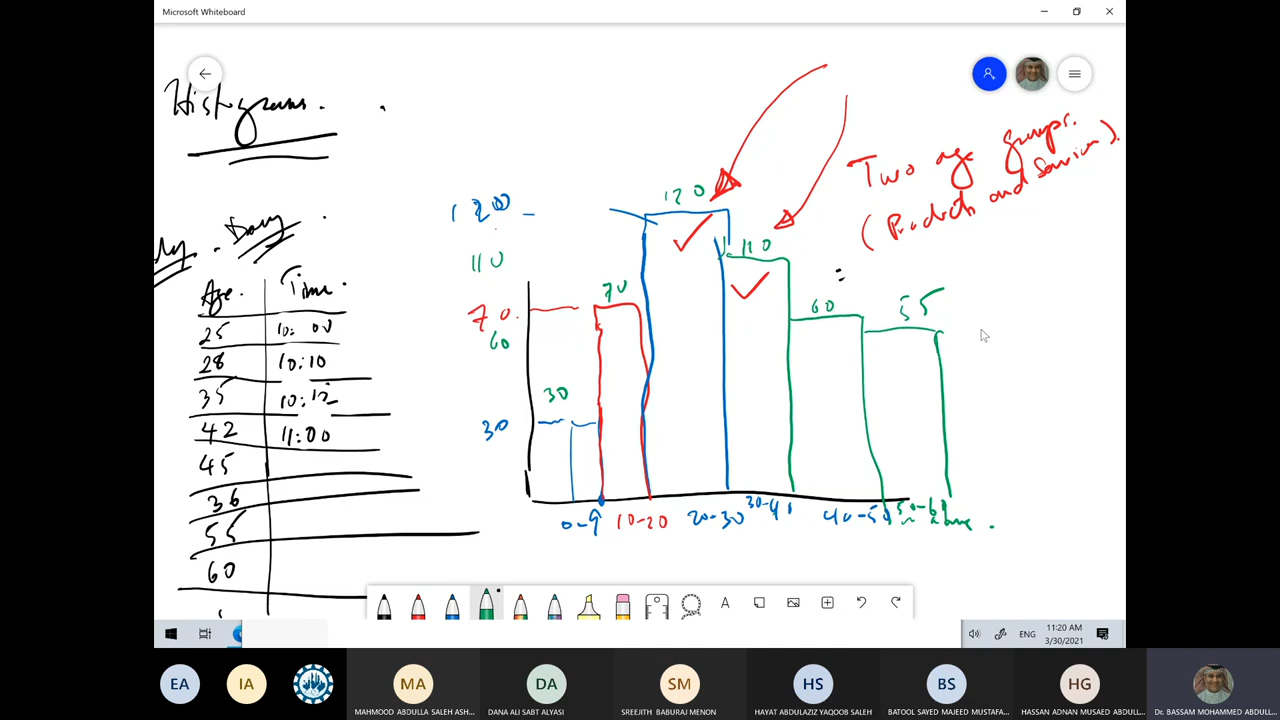 Microsoft Whiteboard
Histograms.
Two age groups.
(Products and Services).
Age. Time.
25 10:00
28 10:10
35 10:12
42 11:00
45
36
55
60
120
110
70.
60
30
30
70
120
110
60
55
0-9
10-20
20-30
30-40
40-50
50-60
above.
11:20 AM
ENG
3/30/2021
EA
IA
MA
DA
SM
HS
BS
HG
MAHMOOD ABDULLA SALEH ASH...
DANA ALI SABT ALYASI
SREEJITH BABURAJ MENON
HAYAT ABDULAZIZ YAQOOB SALEH
BATOOL SAYED MAJEED MUSTAFA...
HASSAN ADNAN MUSAED ABDUL...
Dr. BASSAM MOHAMMED ABDULL...